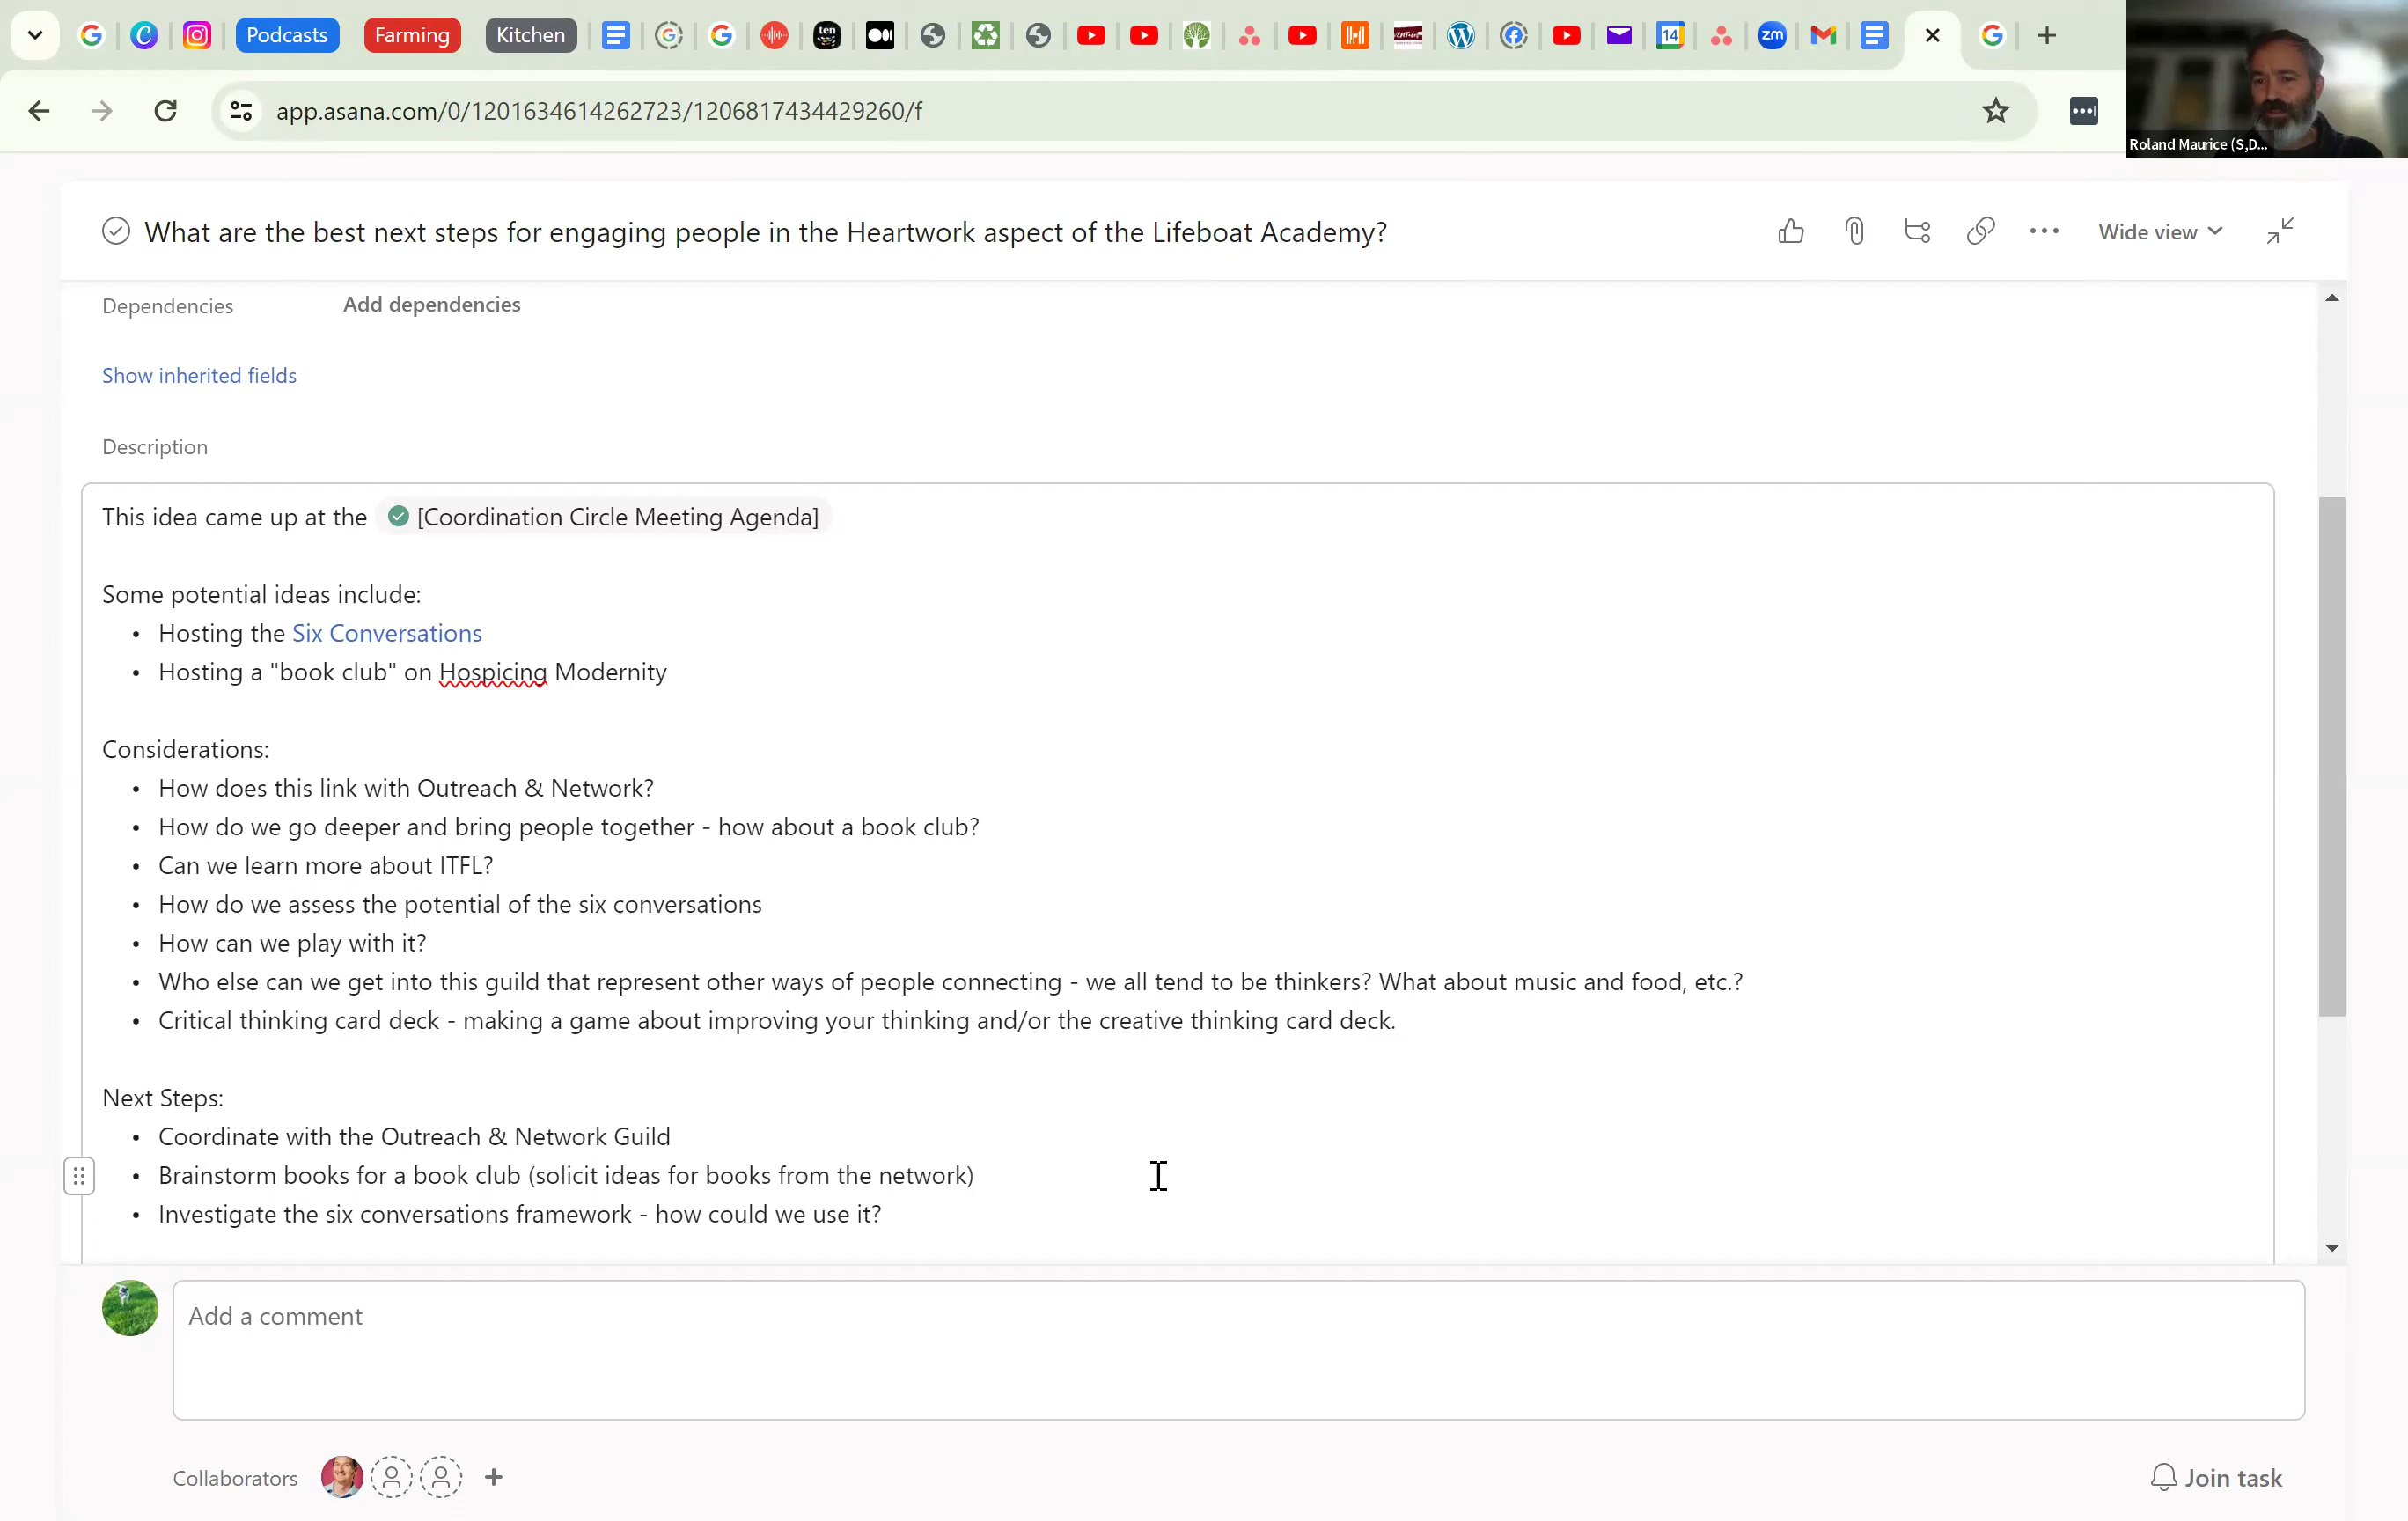 Podcasts
Farming
Kitchen
ten
14
zm
app.asana.com/0/1201634614262723/1206817434429260/f
Roland Maurice (S,D...
What are the best next steps for engaging people in the Heartwork aspect of the Lifeboat Academy?
Wide view
Dependencies
Add dependencies
Show inherited fields
Description
This idea came up at the [Coordination Circle Meeting Agenda]
Some potential ideas include:
• Hosting the Six Conversations
• Hosting a "book club" on Hospicing Modernity
Considerations:
• How does this link with Outreach & Network?
• How do we go deeper and bring people together - how about a book club?
• Can we learn more about ITFL?
• How do we assess the potential of the six conversations
• How can we play with it?
• Who else can we get into this guild that represent other ways of people connecting - we all tend to be thinkers? What about music and food, etc.?
• Critical thinking card deck - making a game about improving your thinking and/or the creative thinking card deck.
Next Steps:
• Coordinate with the Outreach & Network Guild
• Brainstorm books for a book club (solicit ideas for books from the network)
• Investigate the six conversations framework - how could we use it?
Add a comment
Collaborators
Join task